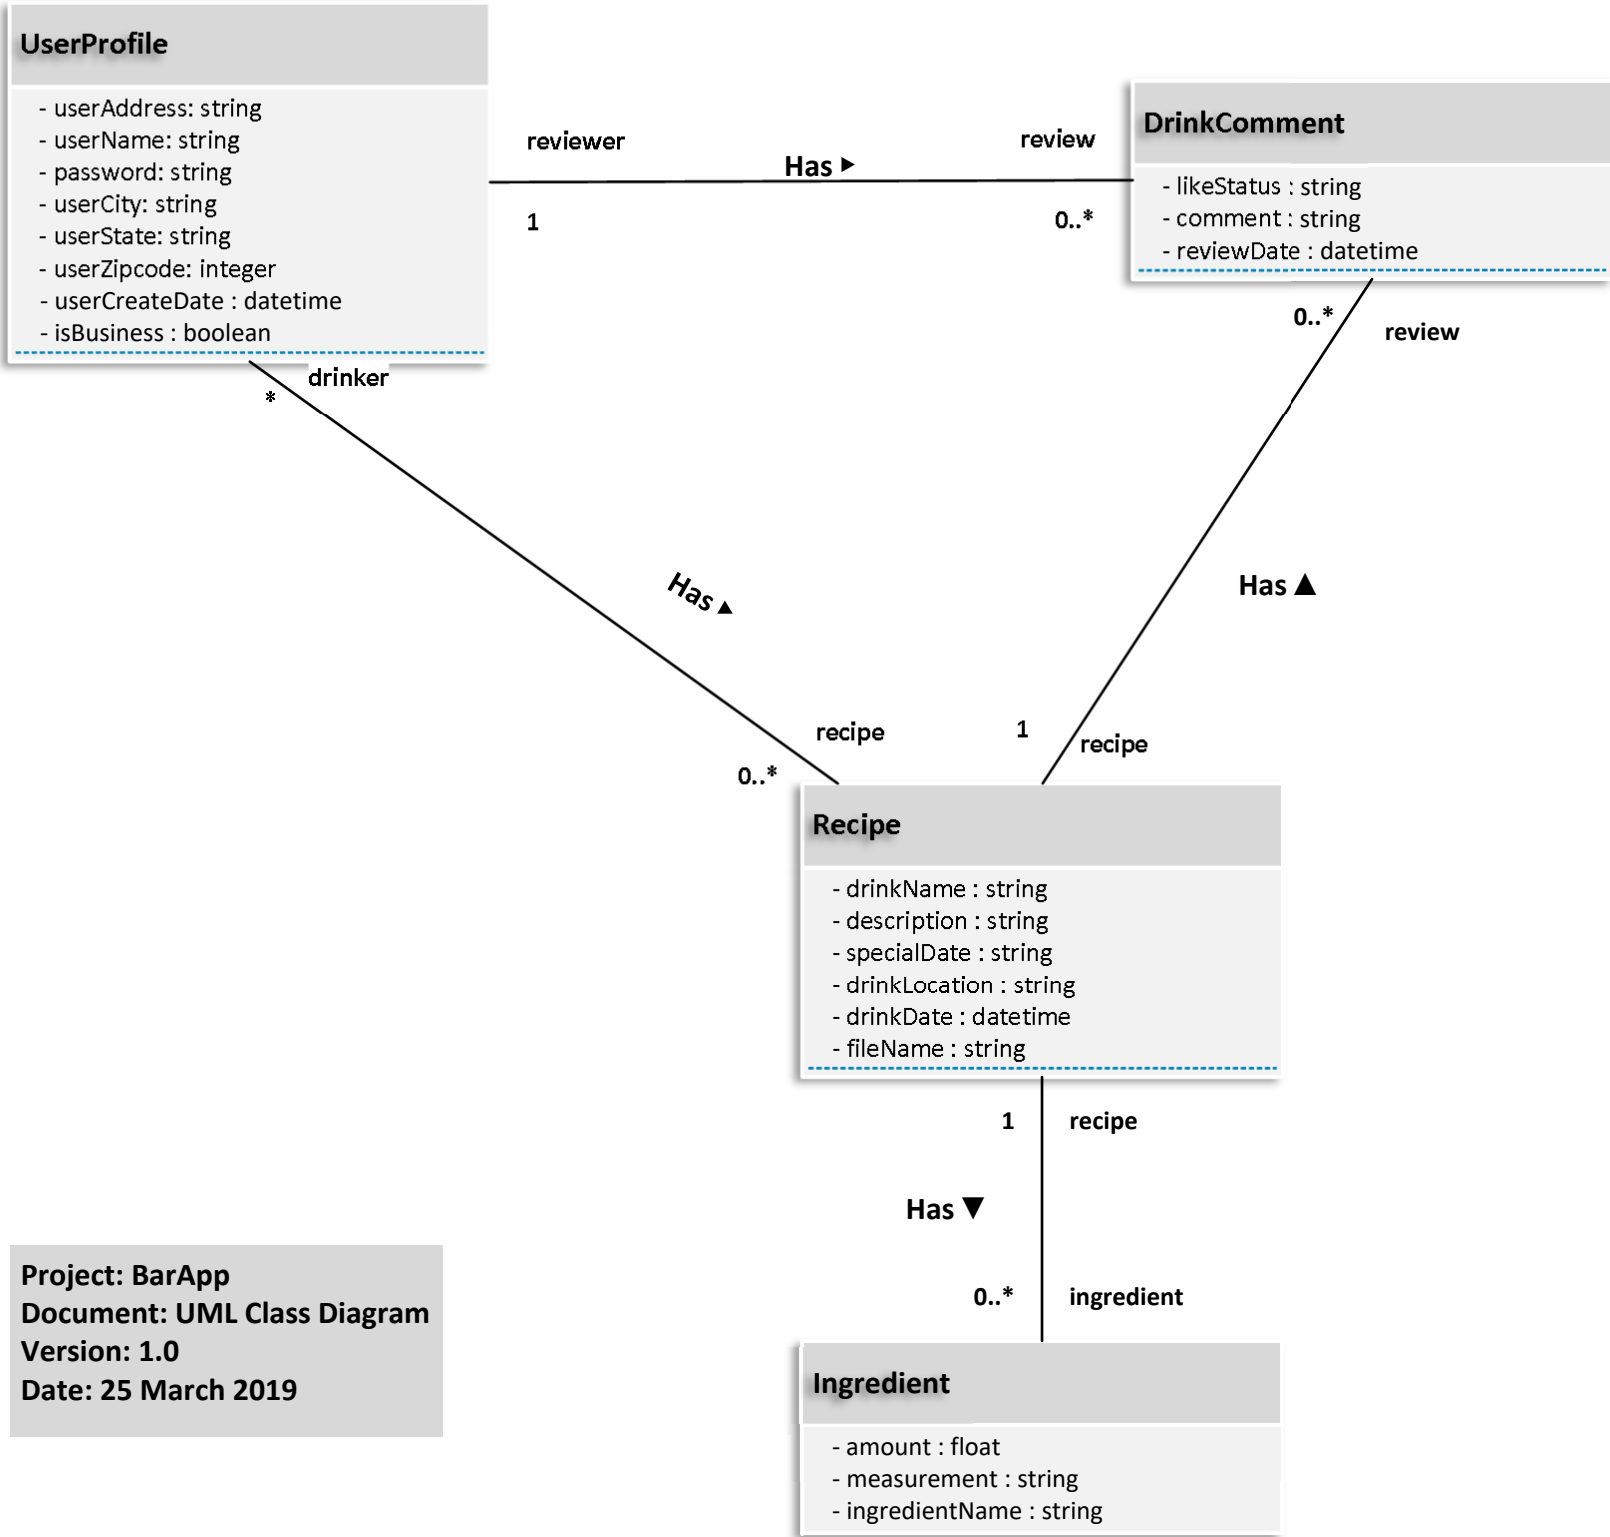 UserProfile
- userAddress: string
- userName: string
- password: string
- userCity: string
- userState: string
- userZipcode: integer
- userCreateDate : datetime
- isBusiness : boolean
reviewer
Has ▶
review
1
0..*
DrinkComment
- likeStatus : string
- comment : string
- reviewDate : datetime
drinker
*
0..*
review
Has ▲
Has ▲
recipe
0..*
1
recipe
Recipe
- drinkName : string
- description : string
- specialDate : string
- drinkLocation : string
- drinkDate : datetime
- fileName : string
1
recipe
Has ▼
0..*
ingredient
Ingredient
- amount : float
- measurement : string
- ingredientName : string
Project: BarApp
Document: UML Class Diagram
Version: 1.0
Date: 25 March 2019